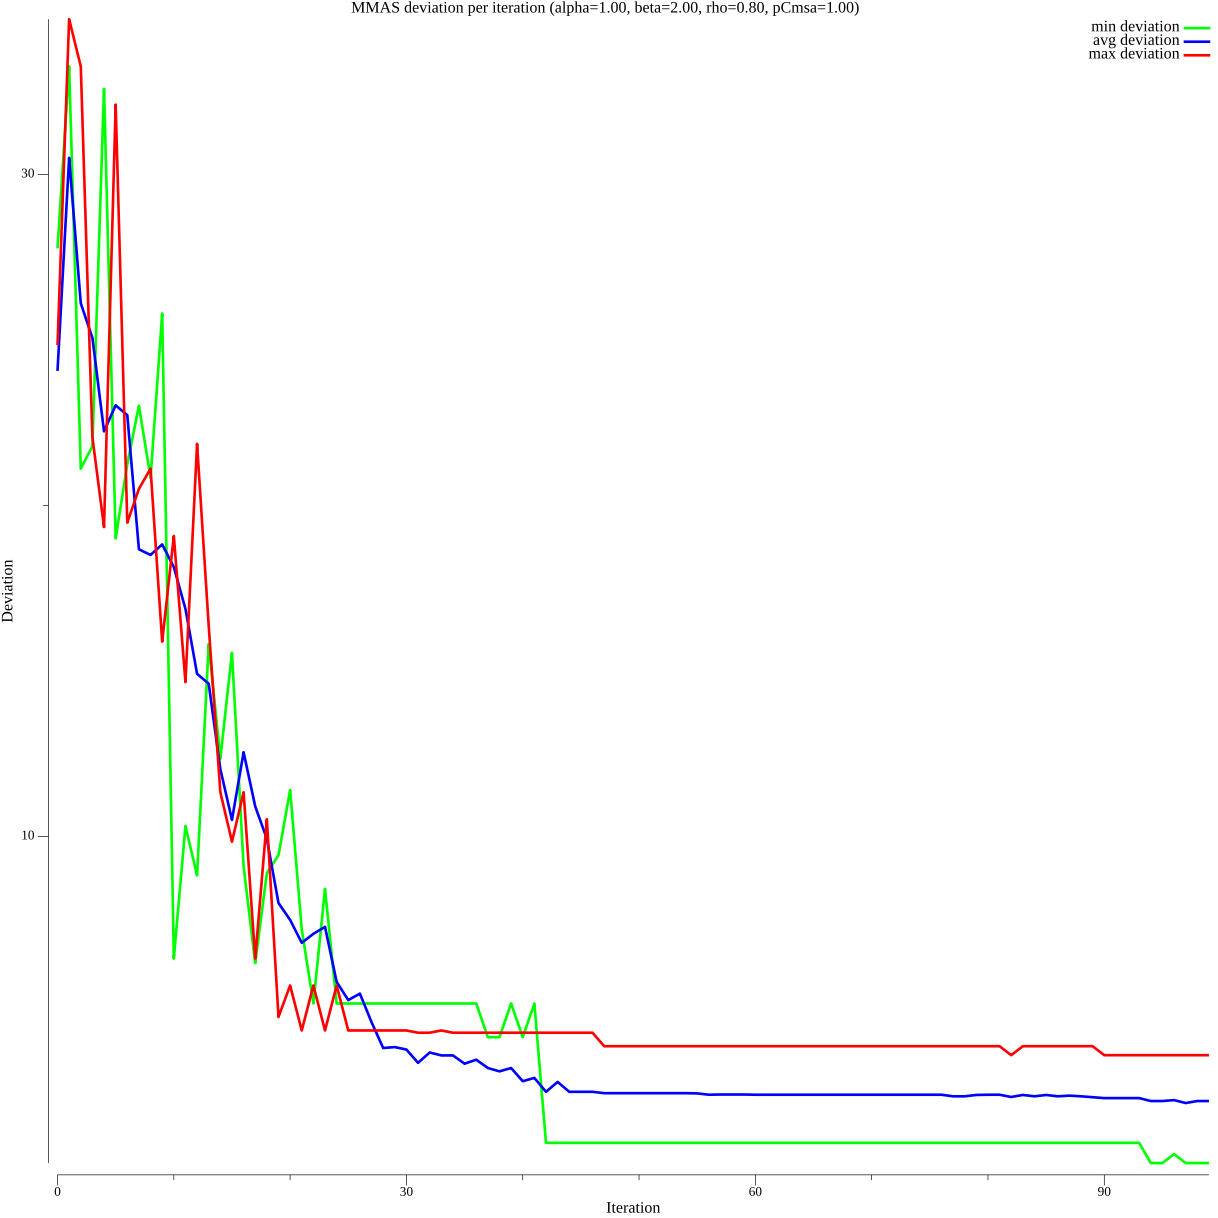 MMAS deviation per iteration (alpha=1.00, beta=2.00, rho=0.80, pCmsa=1.00)
min deviation
avg deviation
max deviation
30
10
Deviation
0
30
60
90
Iteration